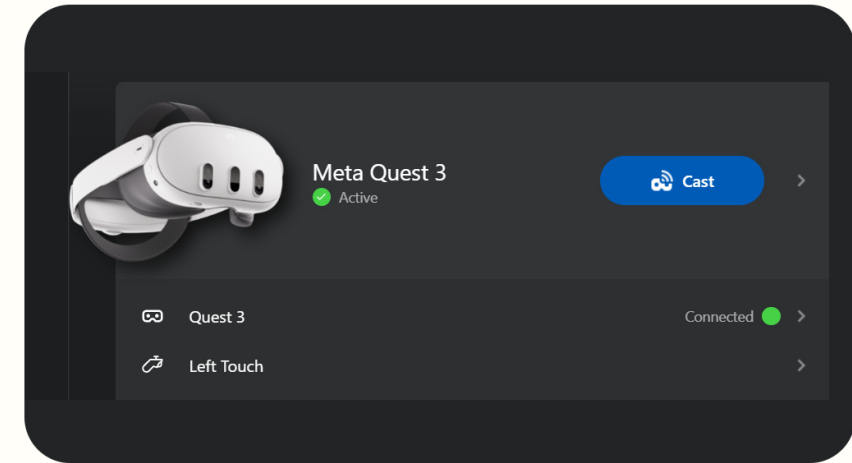 Meta Quest 3
Active
Cast
Quest 3
Connected
Left Touch